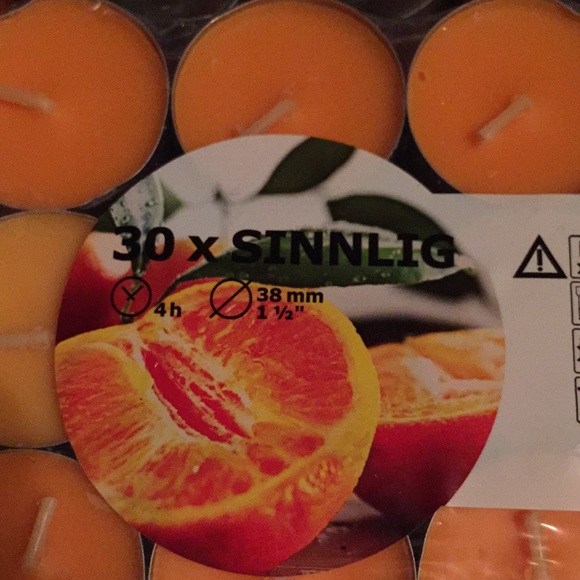 30 x SINNLIG
4h 38 mm
1 ½"